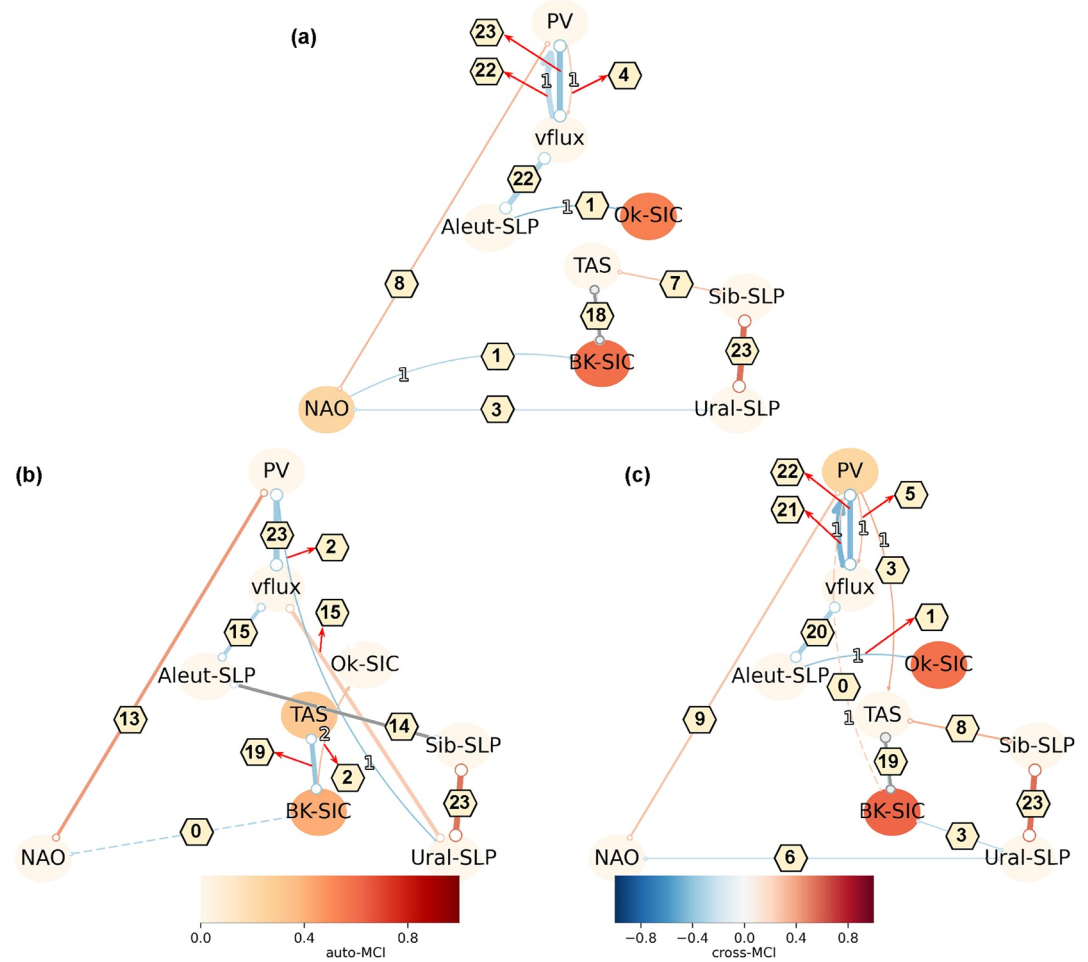 (a)
PV
23
22
1
1
4
vflux
22
Aleut-SLP
1
1
Ok-SIC
8
TAS
7
Sib-SLP
18
23
BK-SIC
1
1
NAO
3
Ural-SLP
(b)
PV
23
2
vflux
15
15
Aleut-SLP
Ok-SIC
13
TAS
2
14
Sib-SLP
19
2
1
BK-SIC
23
0
NAO
Ural-SLP
0.0
0.4
0.8
auto-MCI
(c)
PV
22
21
5
1
1
1
3
vflux
20
1
1
Aleut-SLP
Ok-SIC
0
1
9
TAS
8
Sib-SLP
19
BK-SIC
23
3
NAO
6
Ural-SLP
−0.8
−0.4
0.0
0.4
0.8
cross-MCI